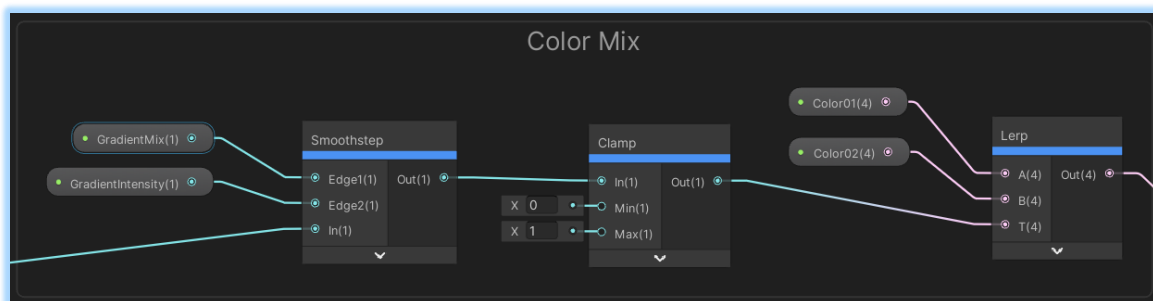 Color Mix
GradientMix(1)
GradientIntensity(1)
Smoothstep
Edge1(1)
Out(1)
Edge2(1)
In(1)
Clamp
In(1)
Out(1)
X 0
Min(1)
X 1
Max(1)
Color01(4)
Color02(4)
Lerp
A(4)
Out(4)
B(4)
T(4)